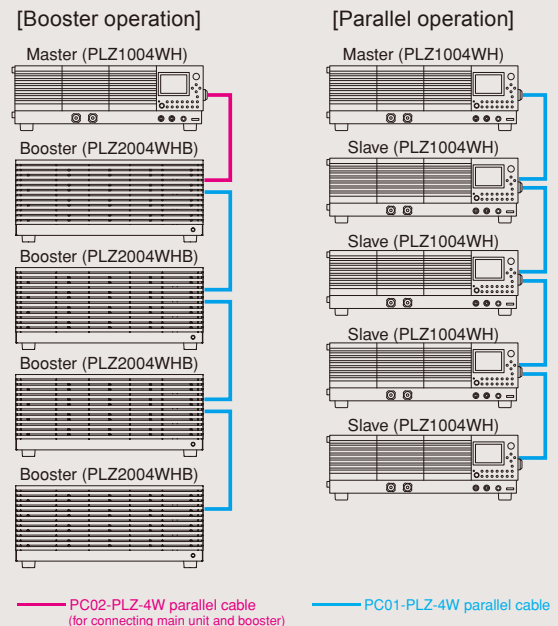 [Booster operation]
Master (PLZ1004WH)
Booster (PLZ2004WHB)
Booster (PLZ2004WHB)
Booster (PLZ2004WHB)
Booster (PLZ2004WHB)
[Parallel operation]
Master (PLZ1004WH)
Slave (PLZ1004WH)
Slave (PLZ1004WH)
Slave (PLZ1004WH)
Slave (PLZ1004WH)
PC02-PLZ-4W parallel cable
(for connecting main unit and booster)
PC01-PLZ-4W parallel cable